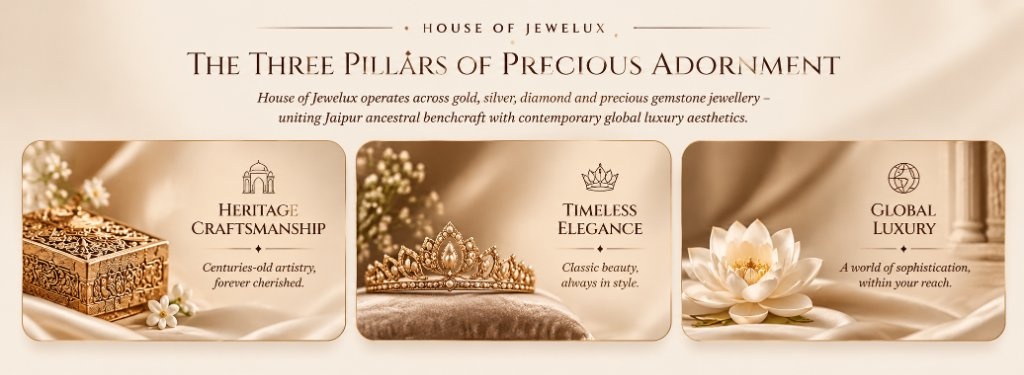 HOUSE OF JEWELUX
THE THREE PILLARS OF PRECIOUS ADORNMENT
House of Jewelux operates across gold, silver, diamond and precious gemstone jewellery –
uniting Jaipur ancestral benchcraft with contemporary global luxury aesthetics.
HERITAGE
CRAFTSMANSHIP
Centuries-old artistry,
forever cherished.
TIMELESS
ELEGANCE
Classic beauty,
always in style.
GLOBAL
LUXURY
A world of sophistication,
within your reach.